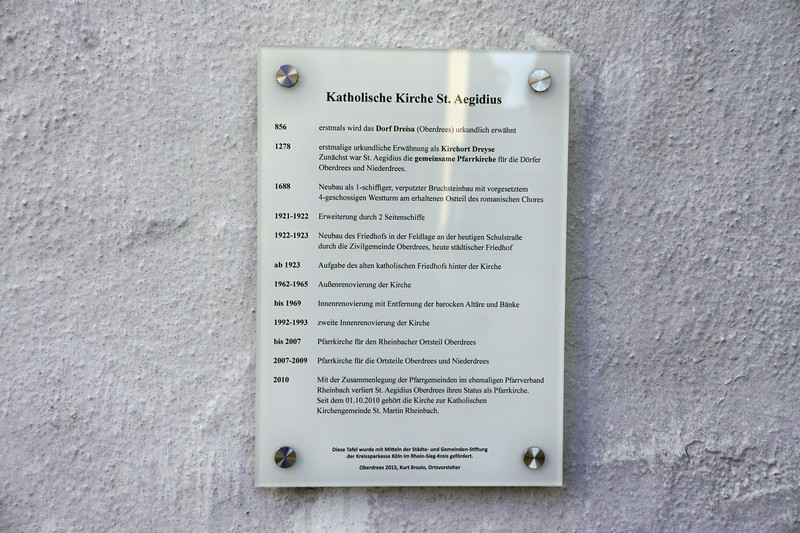 Katholische Kirche St. Aegidius
856 erstmals wird das Dorf Dreisa (Oberdrees) urkundlich erwähnt
1278 erstmalige urkundliche Erwähnung als Kirchort Dreyse
Zunächst war St. Aegidius die gemeinsame Pfarrkirche für die Dörfer
Oberdrees und Niederdrees.
1688 Neubau als 1-schiffiger, verputzter Bruchsteinbau mit vorgesetztem
4-geschossigen Westturm am erhaltenen Ostteil des romanischen Chores
1921-1922 Erweiterung durch 2 Seitenschiffe
1922-1923 Neubau des Friedhofs in der Feldlage an der heutigen Schulstraße
durch die Zivilgemeinde Oberdrees, heute städtischer Friedhof
ab 1923 Aufgabe des alten katholischen Friedhofs hinter der Kirche
1962-1965 Außenrenovierung der Kirche
bis 1969 Innenrenovierung mit Entfernung der barocken Altäre und Bänke
1992-1993 zweite Innenrenovierung der Kirche
bis 2007 Pfarrkirche für den Rheinbacher Ortsteil Oberdrees
2007-2009 Pfarrkirche für die Ortsteile Oberdrees und Niederdrees
2010 Mit der Zusammenlegung der Pfarrgemeinden im ehemaligen Pfarrverband
Rheinbach verliert St. Aegidius Oberdrees ihren Status als Pfarrkirche.
Seit dem 01.10.2010 gehört die Kirche zur Katholischen
Kirchengemeinde St. Martin Rheinbach.
Diese Tafel wurde mit Mitteln der Städte- und Gemeinden-Stiftung
der Kreissparkasse Köln im Rhein-Sieg-Kreis gefördert.
Oberdrees 2015, Kurt Brozio, Ortsvorsteher